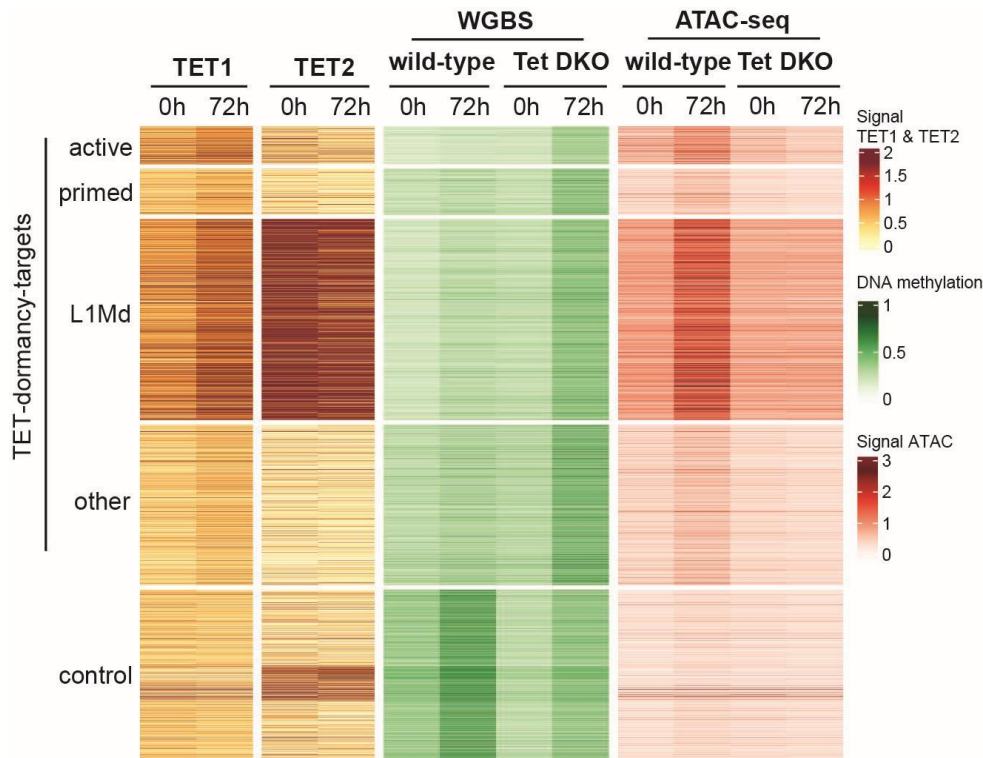 WGBS
ATAC-seq
TET1
TET2
wild-type
Tet DKO
wild-type
Tet DKO
0h
72h
0h
72h
0h
72h
0h
72h
0h
72h
0h
72h
TET-dormancy-targets
active
primed
L1Md
other
control
Signal
TET1 & TET2
2
1.5
1
0.5
0
DNA methylation
1
0.5
0
Signal ATAC
3
2
1
0